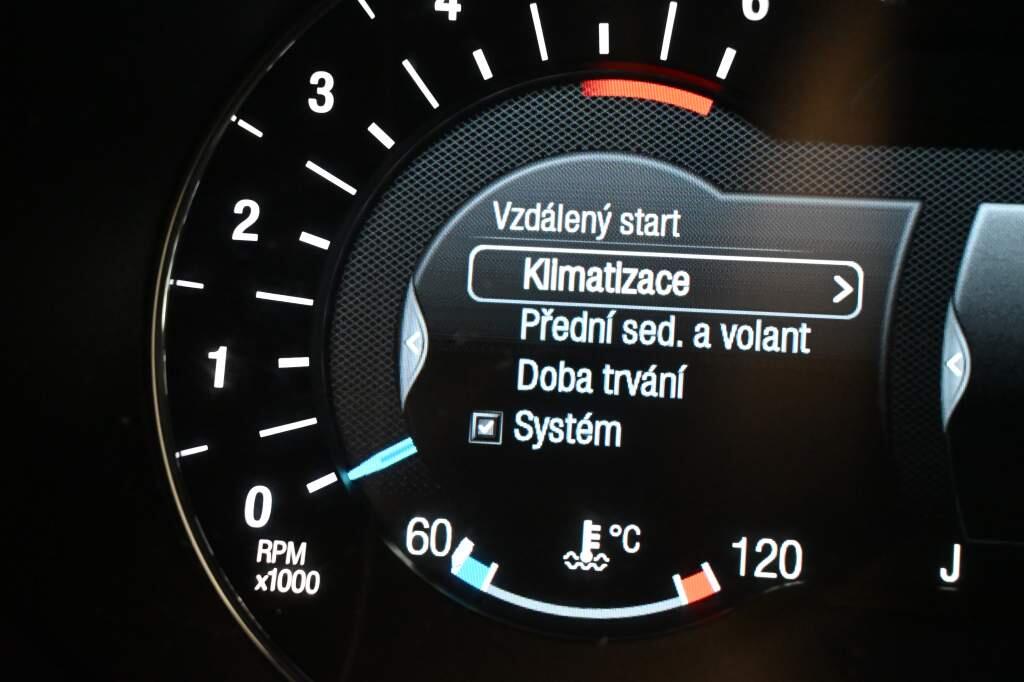 4
6
3
2
1
0
RPM
x1000
Vzdálený start
Klimatizace
Přední sed. a volant
Doba trvání
Systém
60
°C
120
J